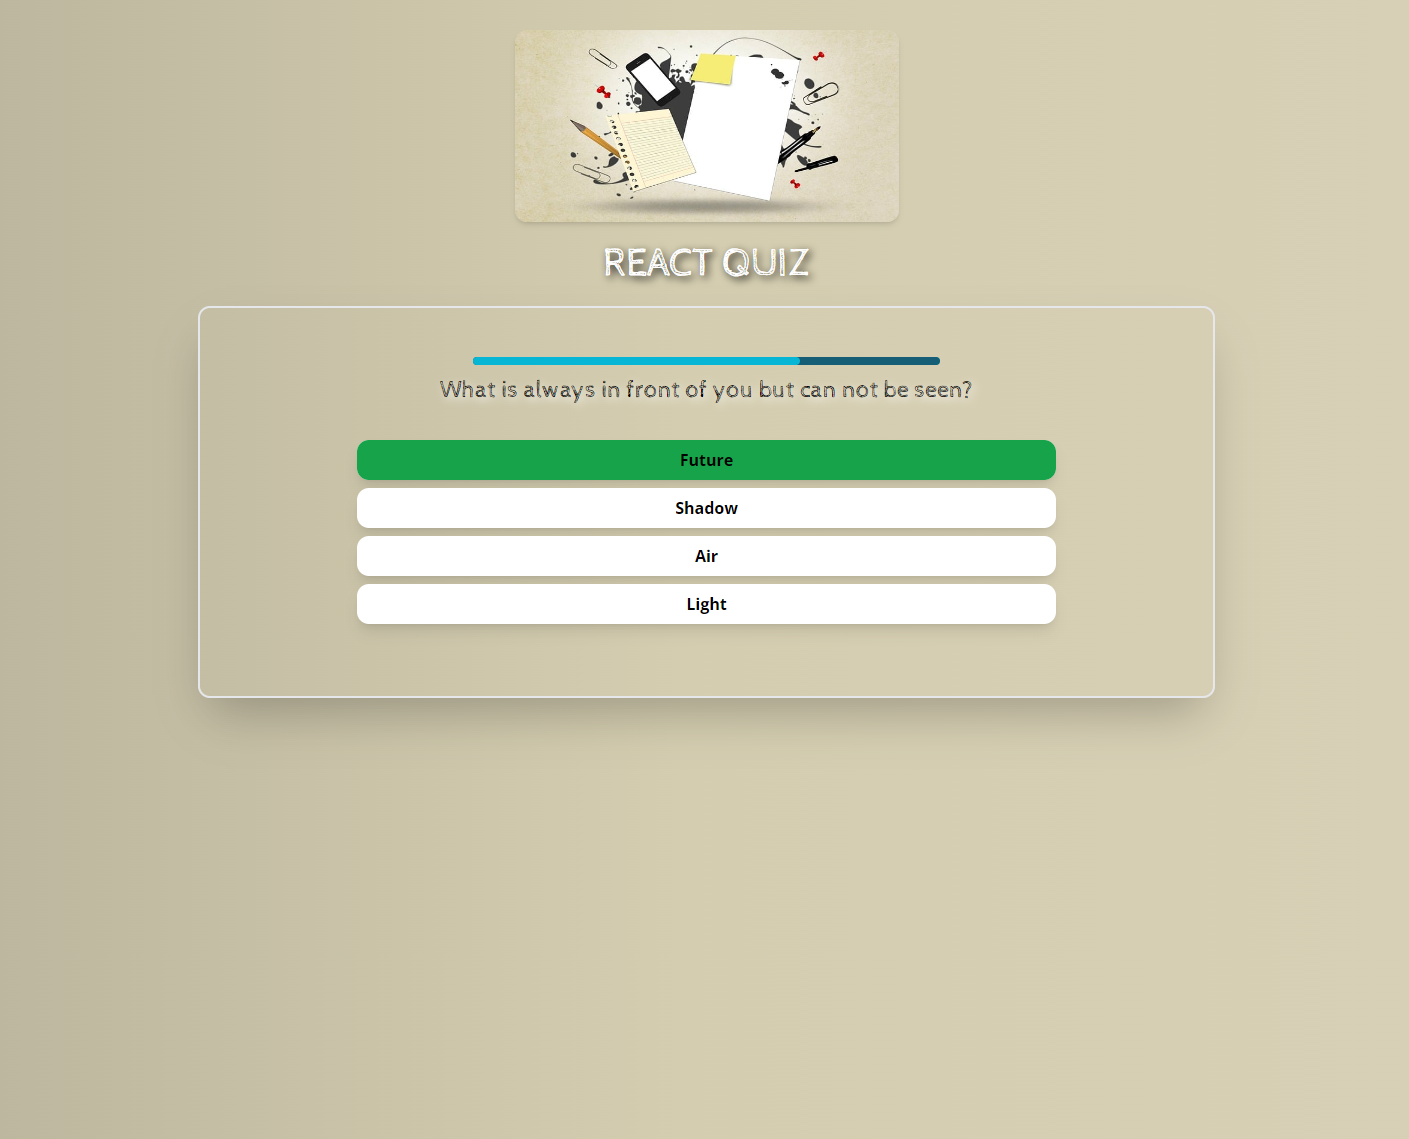 REACT QUIZ
What is always in front of you but can not be seen?
Future
Shadow
Air
Light